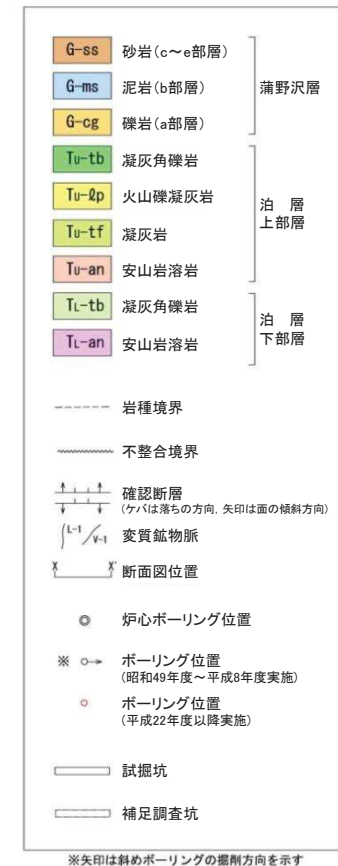 G-ss 砂岩(c～e部層)
G-ms 泥岩(b部層) 蒲野沢層
G-cg 礫岩(a部層)
Tu-tb 凝灰角礫岩
Tu-ℓp 火山礫凝灰岩
泊 層
上部層
Tu-tf 凝灰岩
Tu-an 安山岩溶岩
TL-tb 凝灰角礫岩
泊 層
下部層
TL-an 安山岩溶岩
岩種境界
不整合境界
確認断層
(ケバは落ちの方向，矢印は面の傾斜方向)
L-1 V-1 変質鉱物脈
X X' 断面図位置
◎ 炉心ボーリング位置
※ ボーリング位置
(昭和49年度～平成8年度実施)
ボーリング位置
(平成22年度以降実施)
試掘坑
補足調査坑
※矢印は斜めボーリングの掘削方向を示す